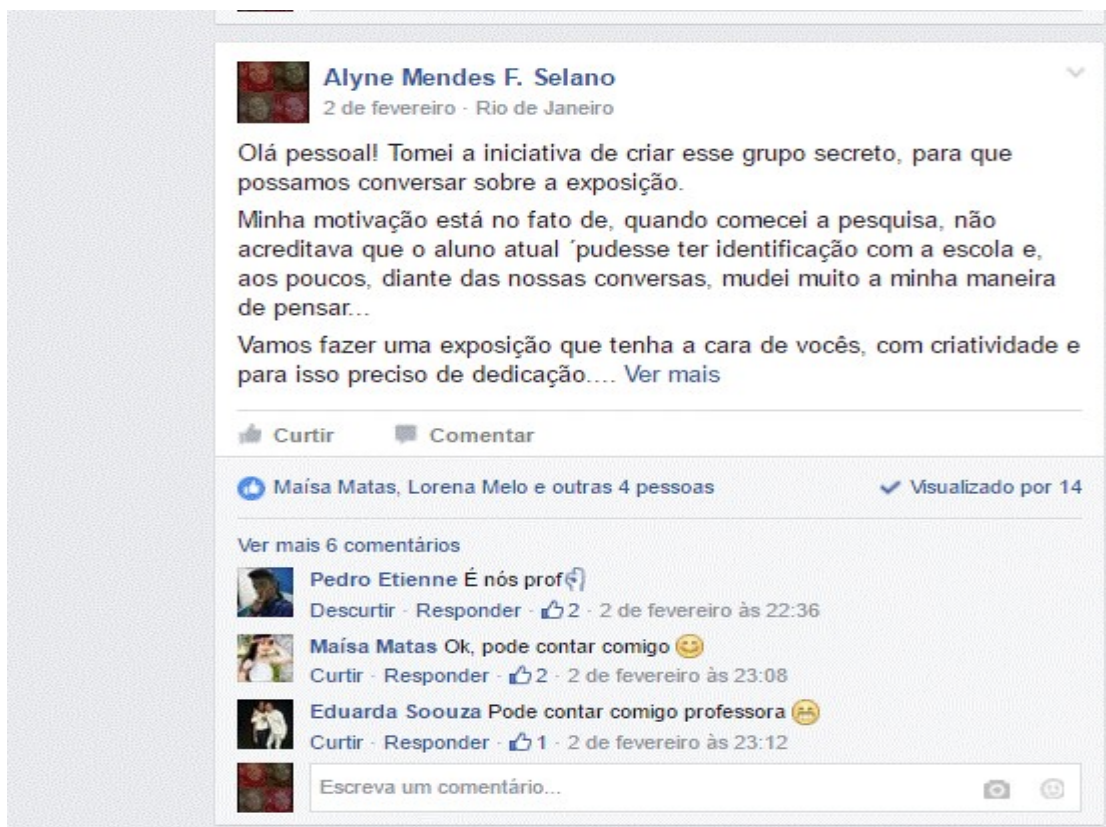 Alyne Mendes F. Selano
2 de fevereiro · Rio de Janeiro
Olá pessoal! Tomei a iniciativa de criar esse grupo secreto, para que
possamos conversar sobre a exposição.
Minha motivação está no fato de, quando comecei a pesquisa, não
acreditava que o aluno atual ´pudesse ter identificação com a escola e,
aos poucos, diante das nossas conversas, mudei muito a minha maneira
de pensar...
Vamos fazer uma exposição que tenha a cara de vocês, com criatividade e
para isso preciso de dedicação.... Ver mais
Curtir Comentar
Maísa Matas, Lorena Melo e outras 4 pessoas Visualizado por 14
Ver mais 6 comentários
Pedro Etienne É nós prof
Descurtir · Responder · 2 · 2 de fevereiro às 22:36
Maísa Matas Ok, pode contar comigo 😊
Curtir · Responder · 2 · 2 de fevereiro às 23:08
Eduarda Soouza Pode contar comigo professora 😁
Curtir · Responder · 1 · 2 de fevereiro às 23:12
Escreva um comentário...